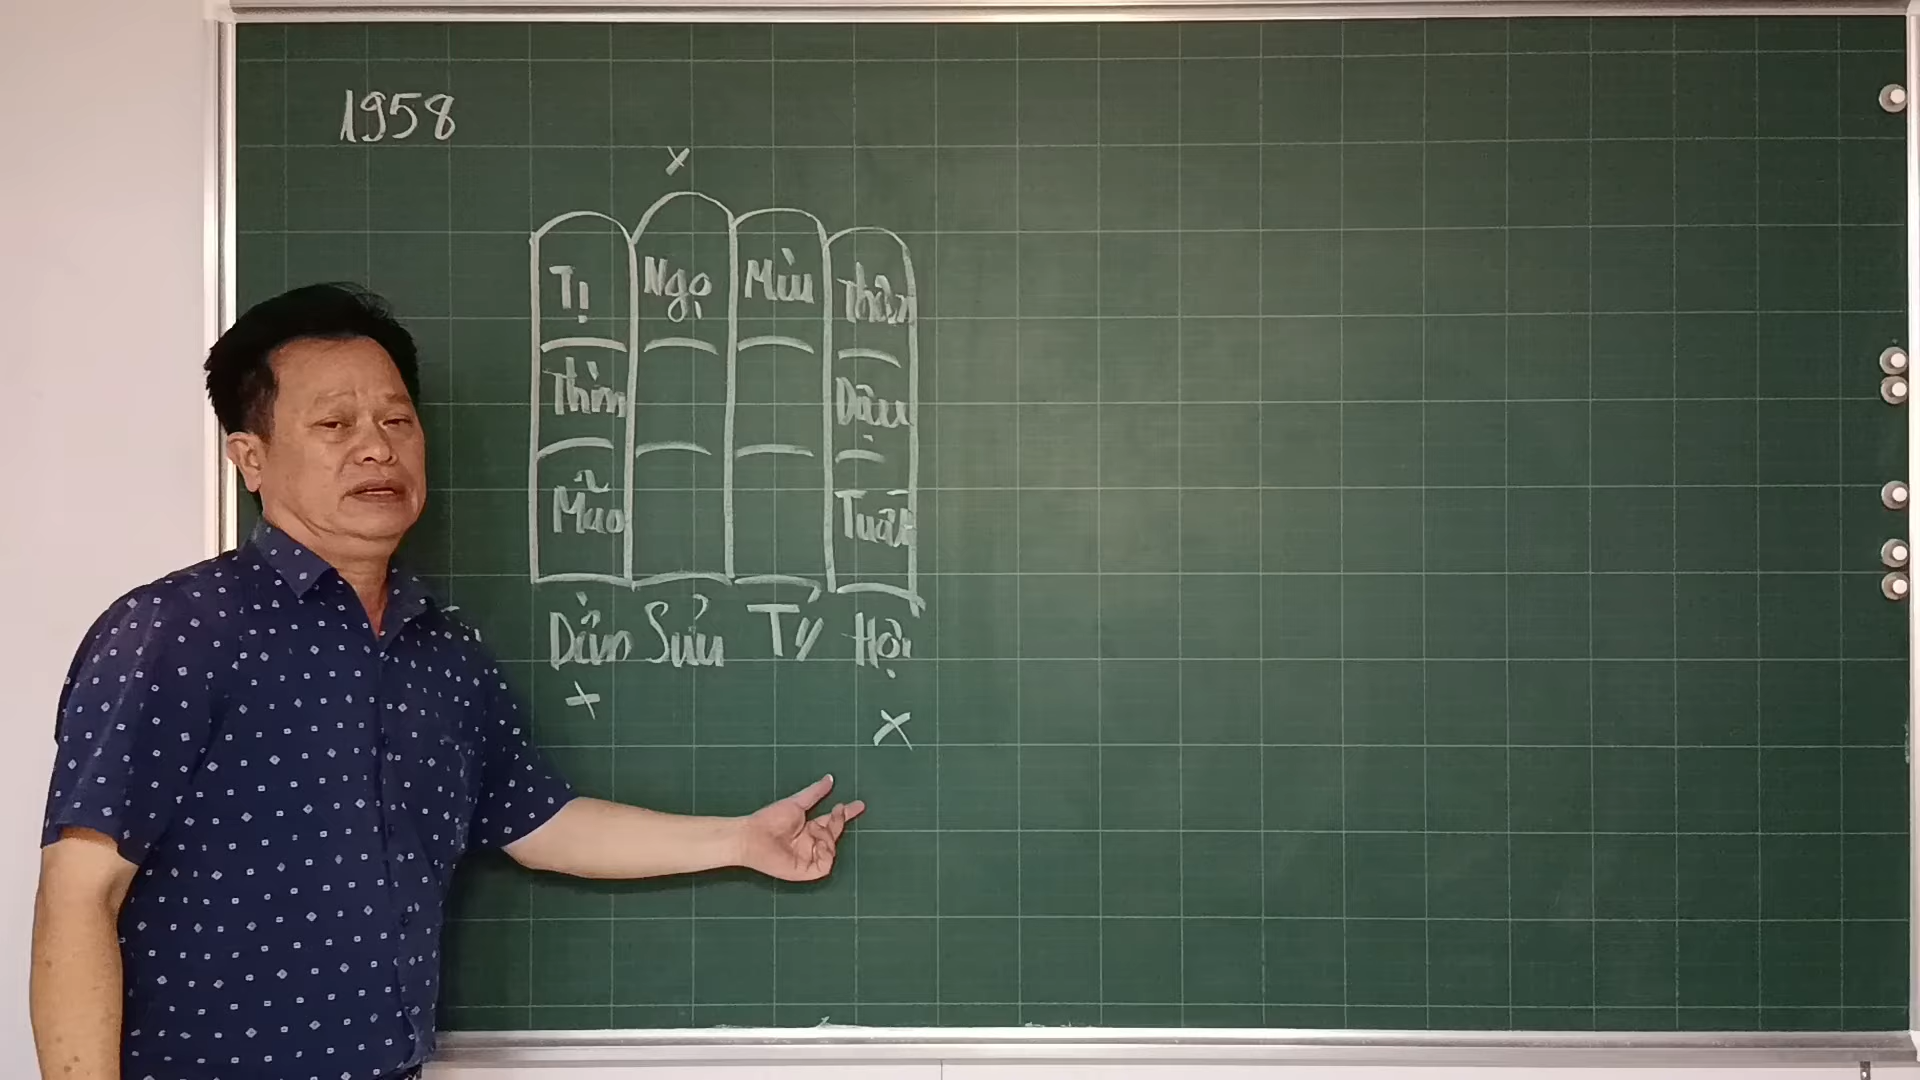 1958
x
Tị Ngọ Mùi Thân
Thìn Dậu
Mão Tuất
Dần Sửu Tý Hợi
x x